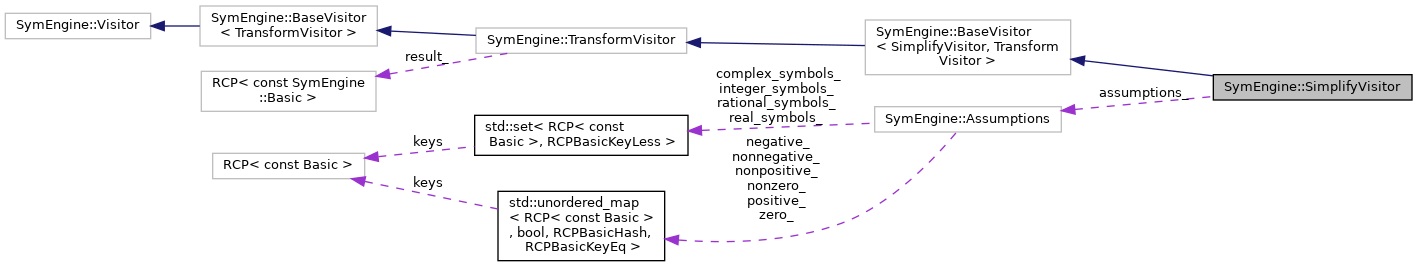 SymEngine::Visitor
SymEngine::BaseVisitor
< TransformVisitor >
SymEngine::TransformVisitor
result_
RCP< const SymEngine
::Basic >
SymEngine::BaseVisitor
< SimplifyVisitor, Transform
Visitor >
SymEngine::SimplifyVisitor
assumptions_
SymEngine::Assumptions
complex_symbols_
integer_symbols_
rational_symbols_
real_symbols_
std::set< RCP< const
Basic >, RCPBasicKeyLess >
keys
RCP< const Basic >
keys
negative_
nonnegative_
nonpositive_
nonzero_
positive_
zero_
std::unordered_map
< RCP< const Basic >
, bool, RCPBasicHash,
RCPBasicKeyEq >